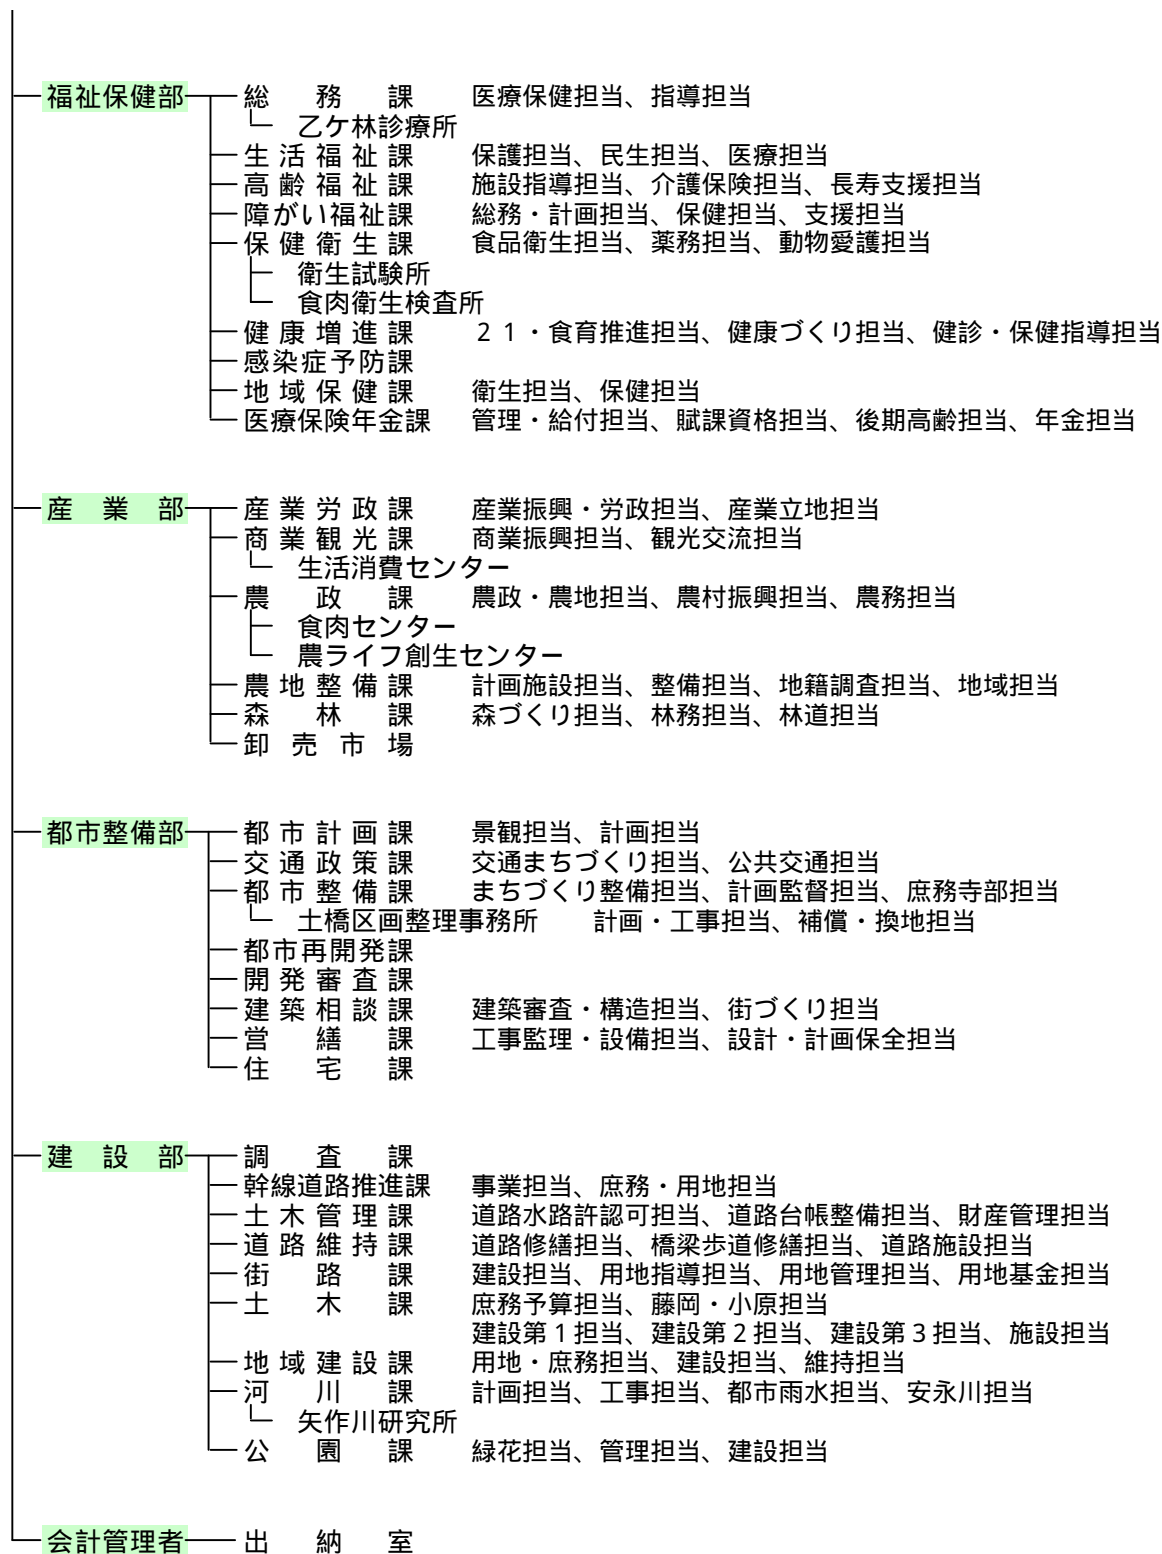 福祉保健部 総務課 医療保健担当、指導担当
乙ケ林診療所
生活福祉課 保護担当、民生担当、医療担当
高齢福祉課 施設指導担当、介護保険担当、長寿支援担当
障がい福祉課 総務・計画担当、保健担当、支援担当
保健衛生課 食品衛生担当、薬務担当、動物愛護担当
衛生試験所
食肉衛生検査所
健康増進課 21・食育推進担当、健康づくり担当、健診・保健指導担当
感染症予防課
地域保健課 衛生担当、保健担当
医療保険年金課 管理・給付担当、賦課資格担当、後期高齢担当、年金担当
産業部 産業労政課 産業振興・労政担当、産業立地担当
商業観光課 商業振興担当、観光交流担当
生活消費センター
農政課 農政・農地担当、農村振興担当、農務担当
食肉センター
農ライフ創生センター
農地整備課 計画施設担当、整備担当、地籍調査担当、地域担当
森林課 森づくり担当、林務担当、林道担当
卸売市場
都市整備部 都市計画課 景観担当、計画担当
交通政策課 交通まちづくり担当、公共交通担当
都市整備課 まちづくり整備担当、計画監督担当、庶務寺部担当
土橋区画整理事務所 計画・工事担当、補償・換地担当
都市再開発課
開発審査課
建築相談課 建築審査・構造担当、街づくり担当
営繕課 工事監理・設備担当、設計・計画保全担当
住宅課
建設部 調査課
幹線道路推進課 事業担当、庶務・用地担当
土木管理課 道路水路許認可担当、道路台帳整備担当、財産管理担当
道路維持課 道路修繕担当、橋梁歩道修繕担当、道路施設担当
街路課 建設担当、用地指導担当、用地管理担当、用地基金担当
土木課 庶務予算担当、藤岡・小原担当
建設第1担当、建設第2担当、建設第3担当、施設担当
地域建設課 用地・庶務担当、建設担当、維持担当
河川課 計画担当、工事担当、都市雨水担当、安永川担当
矢作川研究所
公園課 緑花担当、管理担当、建設担当
会計管理者 出納室